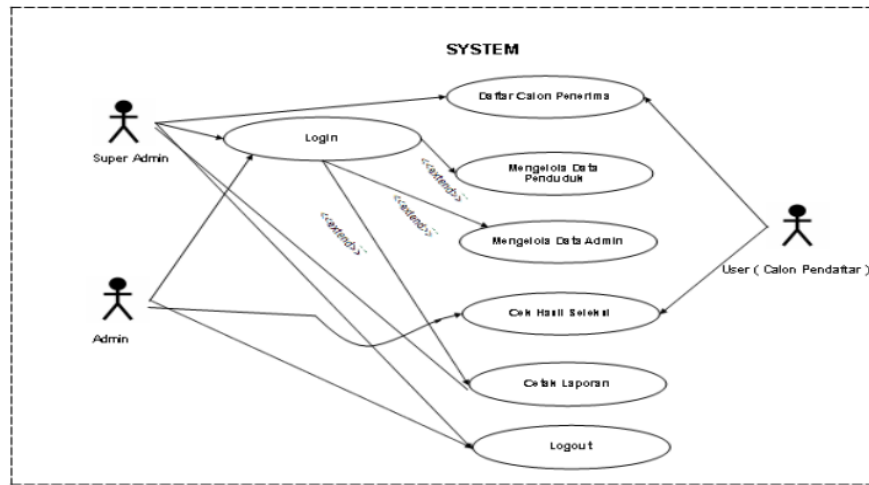 SYSTEM
Daftar Calon Penerima
Super Admin
Login
Mengelola Data
Penduduk
<<extend>>
<<extend>>
<<extend>>
Mengelola Data Admin
User ( Calon Pendaftar )
Cek Hasil Seleksi
Admin
Cetak Laporan
Logout